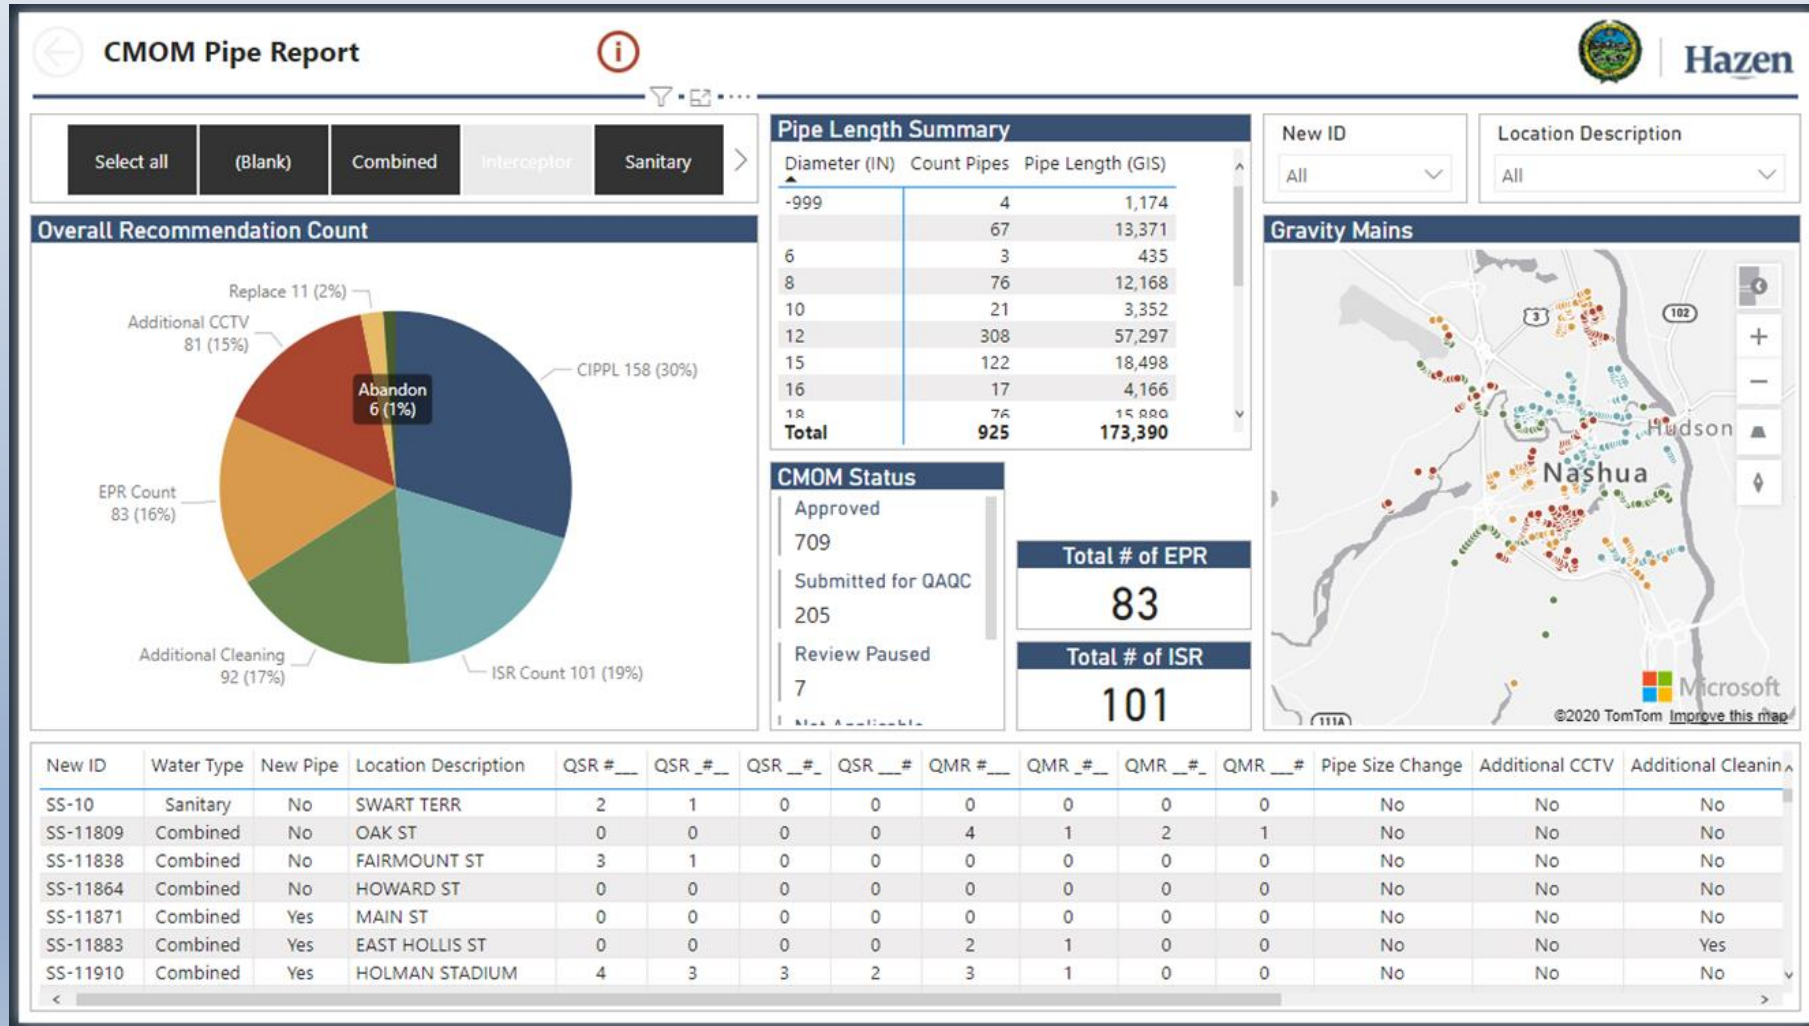 CMOM Pipe Report
i
Hazen
Select all (Blank) Combined Interceptor Sanitary
Pipe Length Summary
Diameter (IN) Count Pipes Pipe Length (GIS)
-999 4 1,174
67 13,371
6 3 435
8 76 12,168
10 21 3,352
12 308 57,297
15 122 18,498
16 17 4,166
18 76 15,889
Total 925 173,390
New ID
All
Location Description
All
Overall Recommendation Count
Replace 11 (2%)
Additional CCTV
81 (15%)
Abandon
6 (1%)
CIPPL 158 (30%)
EPR Count
83 (16%)
Additional Cleaning
92 (17%)
ISR Count 101 (19%)
CMOM Status
Approved
709
Submitted for QAQC
205
Review Paused
7
Not Applicable
Total # of EPR
83
Total # of ISR
101
Gravity Mains
3
102
Hudson
Nashua
111A
Microsoft
©2020 TomTom Improve this map
New ID Water Type New Pipe Location Description QSR #___ QSR _#__ QSR __#_ QSR ___# QMR #___ QMR _#__ QMR __#_ QMR ___# Pipe Size Change Additional CCTV Additional Cleanin
SS-10 Sanitary No SWART TERR 2 1 0 0 0 0 0 0 No No No
SS-11809 Combined No OAK ST 0 0 0 0 4 1 2 1 No No No
SS-11838 Combined No FAIRMOUNT ST 3 1 0 0 0 0 0 0 No No No
SS-11864 Combined No HOWARD ST 0 0 0 0 0 0 0 0 No No No
SS-11871 Combined Yes MAIN ST 0 0 0 0 0 0 0 0 No No No
SS-11883 Combined Yes EAST HOLLIS ST 0 0 0 0 2 1 0 0 No No Yes
SS-11910 Combined Yes HOLMAN STADIUM 4 3 3 2 3 1 0 0 No No No